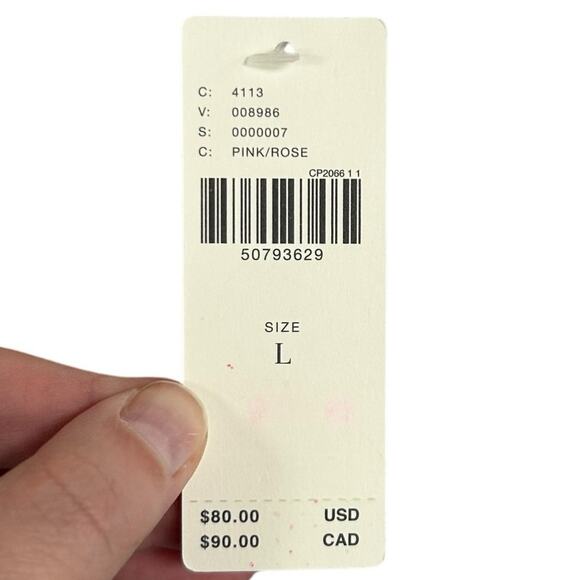 C: 4113
V: 008986
S: 0000007
C: PINK/ROSE
CP2066 1 1
50793629
SIZE
L
$80.00 USD
$90.00 CAD